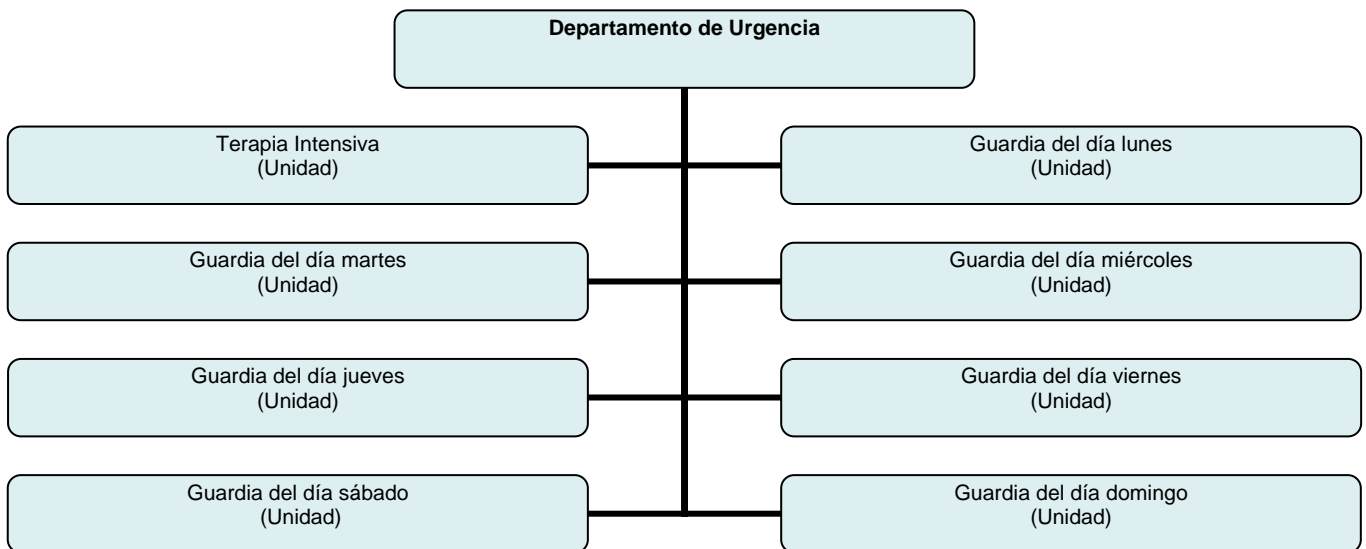 Departamento de Urgencia
Terapia Intensiva
(Unidad)
Guardia del día lunes
(Unidad)
Guardia del día martes
(Unidad)
Guardia del día miércoles
(Unidad)
Guardia del día jueves
(Unidad)
Guardia del día viernes
(Unidad)
Guardia del día sábado
(Unidad)
Guardia del día domingo
(Unidad)